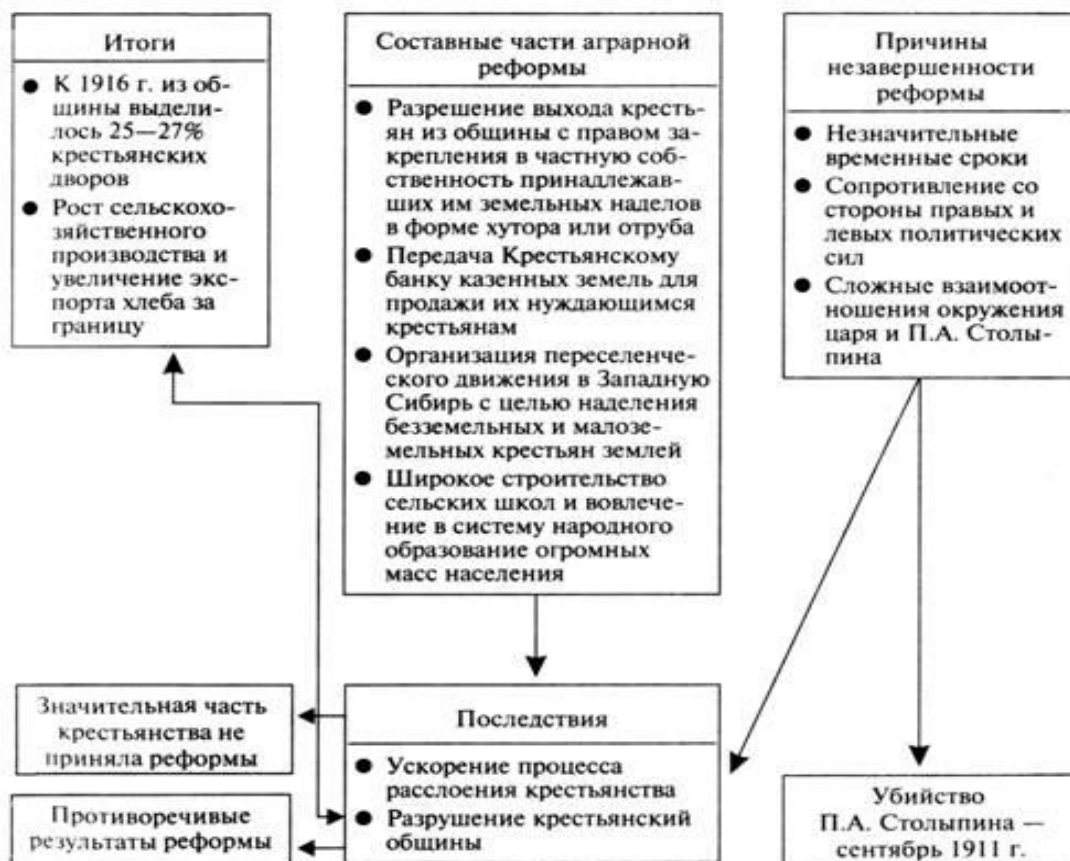 Итоги
● К 1916 г. из об-
щины выдели-
лось 25—27%
крестьянских
дворов
● Рост сельскохо-
зяйственного
производства и
увеличение экс-
порта хлеба за
границу
Составные части аграрной
реформы
● Разрешение выхода кресть-
ян из общины с правом за-
крепления в частную соб-
ственность принадлежав-
ших им земельных наделов
в форме хутора или отруба
● Передача Крестьянскому
банку казенных земель для
продажи их нуждающимся
крестьянам
● Организация переселенче-
ского движения в Западную
Сибирь с целью наделения
безземельных и малозе-
мельных крестьян землей
● Широкое строительство
сельских школ и вовлече-
ние в систему народного
образование огромных
масс населения
Причины
незавершенности
реформы
● Незначительные
временные сроки
● Сопротивление со
стороны правых и
левых политических
сил
● Сложные взаимоот-
ношения окружения
царя и П.А. Столы-
пина
Значительная часть
крестьянства не
приняла реформы
Противоречивые
результаты реформы
Последствия
● Ускорение процесса
расслоения крестьянства
● Разрушение крестьянский
общины
Убийство
П.А. Столыпина —
сентябрь 1911 г.